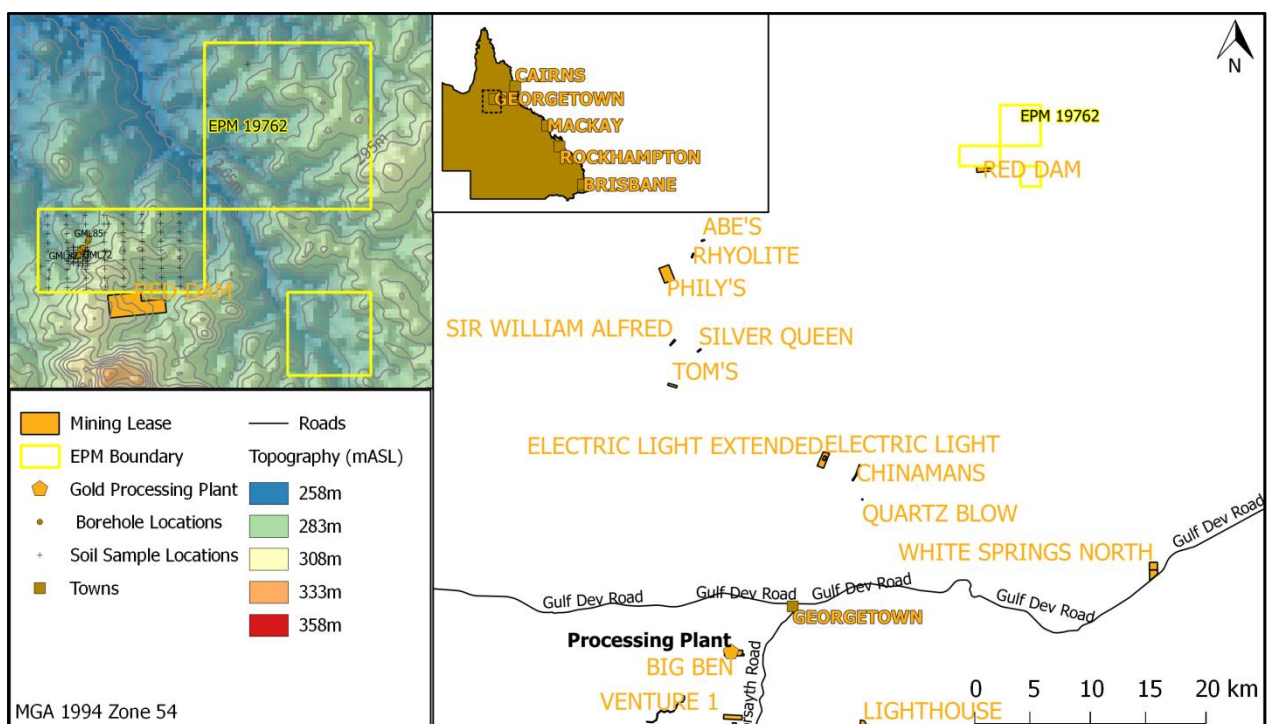 EPM 19762
295m
265m
GML85
GML72
RED DAM
Mining Lease
EPM Boundary
Gold Processing Plant
Borehole Locations
Soil Sample Locations
Towns
Roads
Topography (mASL)
258m
283m
308m
333m
358m
MGA 1994 Zone 54
CAIRNS
GEORGETOWN
MACKAY
ROCKHAMPTON
BRISBANE
N
EPM 19762
RED DAM
ABE'S
RHYOLITE
PHILY'S
SIR WILLIAM ALFRED
SILVER QUEEN
TOM'S
ELECTRIC LIGHT EXTENDED
ELECTRIC LIGHT
CHINAMANS
QUARTZ BLOW
WHITE SPRINGS NORTH
Gulf Dev Road
Gulf Dev Road
Gulf Dev Road
Gulf Dev Road
Gulf Dev Road
GEORGETOWN
Processing Plant
BIG BEN
VENTURE 1
orsayth Road
LIGHTHOUSE
0 5 10 15 20 km